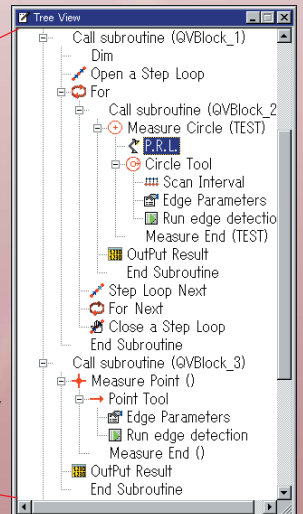 Tree View
Call subroutine (QVBlock_1)
Dim
Open a Step Loop
For
Call subroutine (QVBlock_2
Measure Circle (TEST)
P.R.L.
Circle Tool
Scan Interval
Edge Parameters
Run edge detectio
Measure End (TEST)
OutPut Result
End Subroutine
Step Loop Next
For Next
Close a Step Loop
End Subroutine
Call subroutine (QVBlock_3)
Measure Point ()
Point Tool
Edge Parameters
Run edge detection
Measure End ()
OutPut Result
End Subroutine